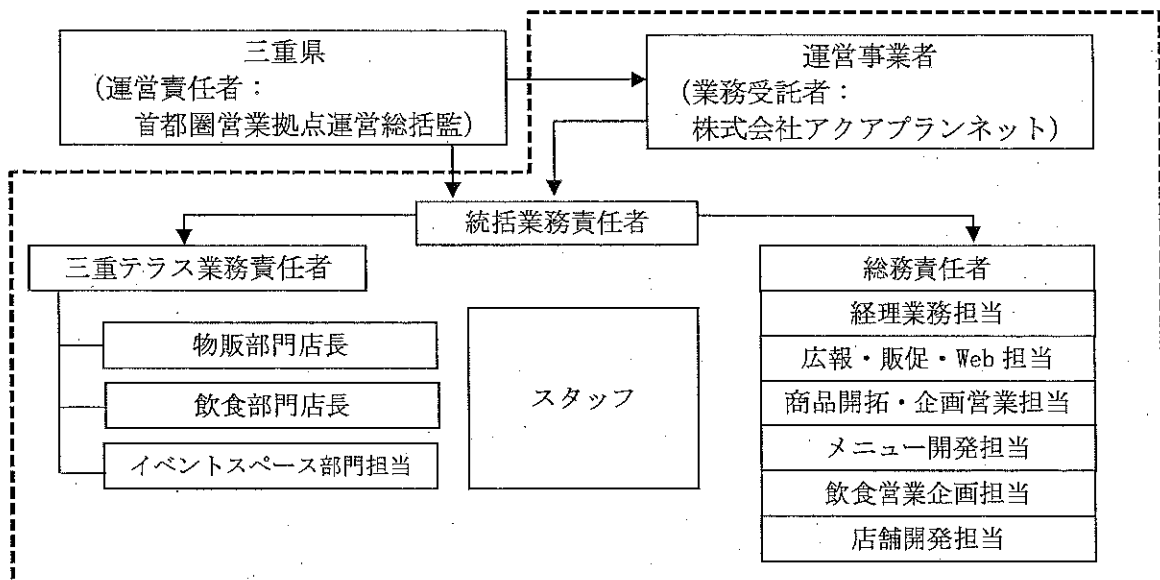 三重県
(運営責任者：
首都圏営業拠点運営総括監)
運営事業者
(業務受託者：
株式会社アクアプランネット)
統括業務責任者
三重テラス業務責任者
物販部門店長
飲食部門店長
イベントスペース部門担当
スタッフ
総務責任者
経理業務担当
広報・販促・Web 担当
商品開拓・企画営業担当
メニュー開発担当
飲食営業企画担当
店舗開発担当